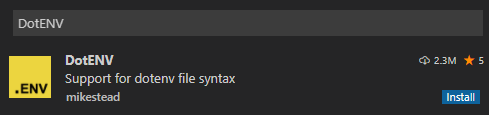 DotENV
.ENV
DotENV 2.3M 5
Support for dotenv file syntax
mikestead Install